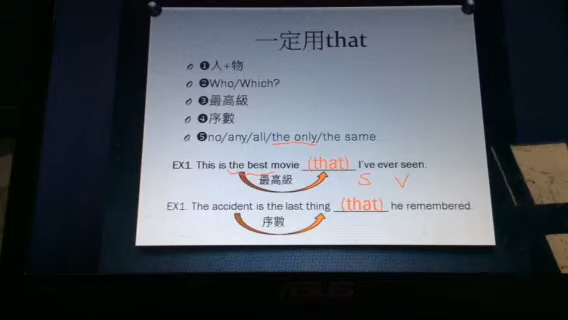 一定用that
❶人+物
❷Who/Which?
❸最高級
❹序數
❺no/any/all/the only/the same
EX1. This is the best movie (that) I've ever seen.
最高級 S V
EX1. The accident is the last thing (that) he remembered.
序數
ASUS